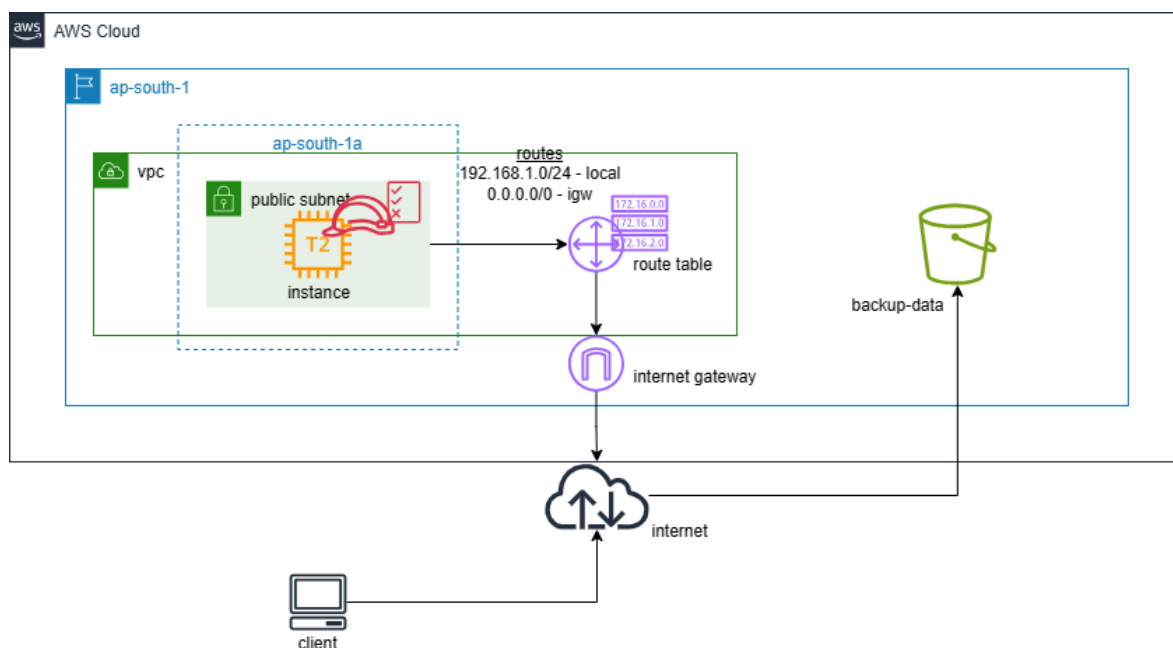 aws
AWS Cloud
ap-south-1
ap-south-1a
vpc
routes
192.168.1.0/24 - local
0.0.0.0/0 - igw
public subnet
T2
instance
172.16.0.0
172.16.1.0
172.16.2.0
route table
backup-data
internet gateway
internet
client